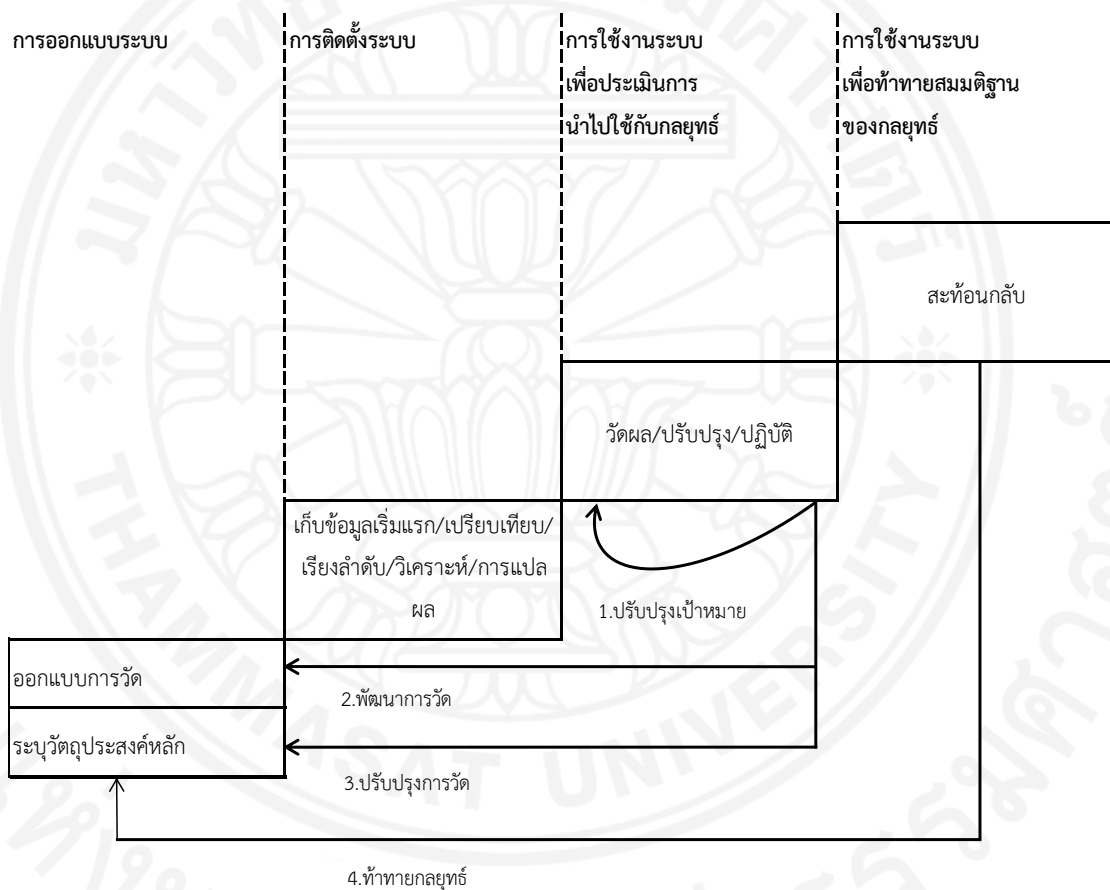 การออกแบบระบบ
การติดตั้งระบบ
การใช้งานระบบ
เพื่อประเมินการ
นำไปใช้กับกลยุทธ์
การใช้งานระบบ
เพื่อท้าทายสมมติฐาน
ของกลยุทธ์
สะท้อนกลับ
วัดผล/ปรับปรุง/ปฏิบัติ
เก็บข้อมูลเริ่มแรก/เปรียบเทียบ/
เรียงลำดับ/วิเคราะห์/การแปล
ผล
1.ปรับปรุงเป้าหมาย
ออกแบบการวัด
2.พัฒนาการวัด
ระบุวัตถุประสงค์หลัก
3.ปรับปรุงการวัด
4.ท้าทายกลยุทธ์
THAMMASAT UNIVERSITY